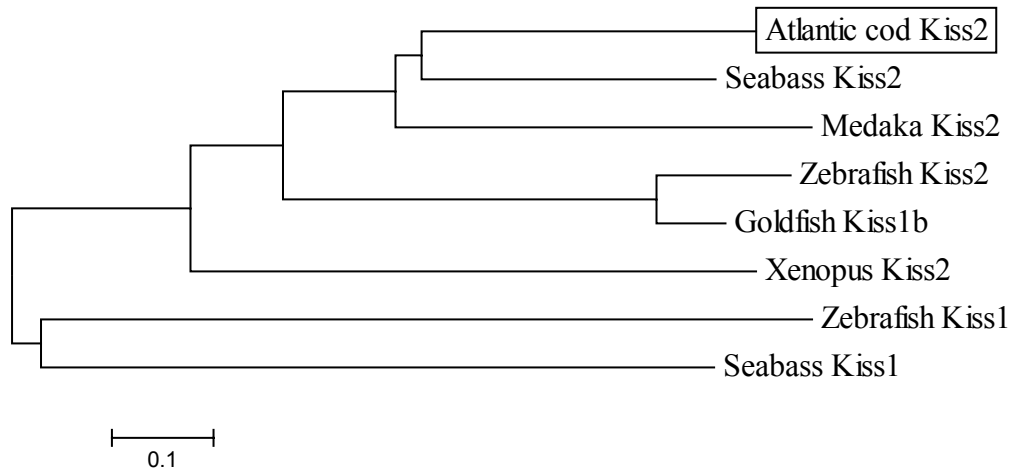 Atlantic cod Kiss2
Seabass Kiss2
Medaka Kiss2
Zebrafish Kiss2
Goldfish Kiss1b
Xenopus Kiss2
Zebrafish Kiss1
Seabass Kiss1
0.1